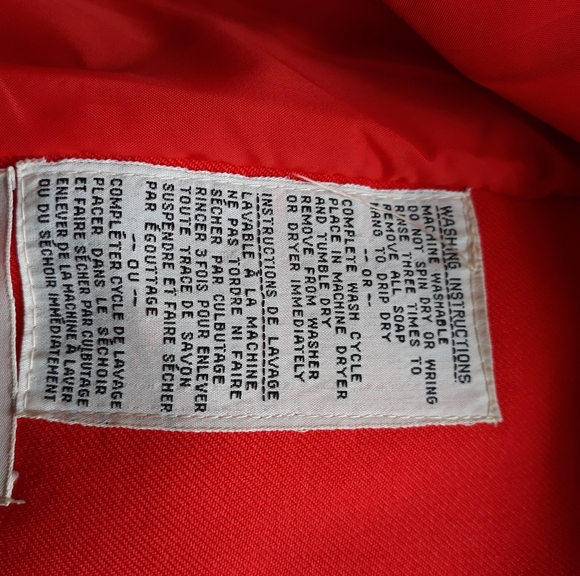 WASHING INSTRUCTIONS
MACHINE WASHABLE
DO NOT SPIN DRY OR WRING
RINSE THREE TIMES TO
REMOVE ALL SOAP
HANG TO DRIP DRY
-- OR --
COMPLETE WASH CYCLE
PLACE IN MACHINE DRYER
AND TUMBLE DRY
REMOVE FROM WASHER
OR DRYER IMMEDIATELY
INSTRUCTIONS DE LAVAGE
LAVABLE À LA MACHINE
NE PAS TORDRE NI FAIRE
SÉCHER PAR CULBUTAGE
RINCER 3 FOIS POUR ENLEVER
TOUTE TRACE DE SAVON
SUSPENDRE ET FAIRE SÉCHER
PAR ÉGOUTTAGE
-- OU --
COMPLÉTER CYCLE DE LAVAGE
PLACER DANS LE SÉCHOIR
ET FAIRE SÉCHER PAR CULBUTAGE
ENLEVER DE LA MACHINE À LAVER
OU DU SÉCHOIR IMMÉDIATEMENT